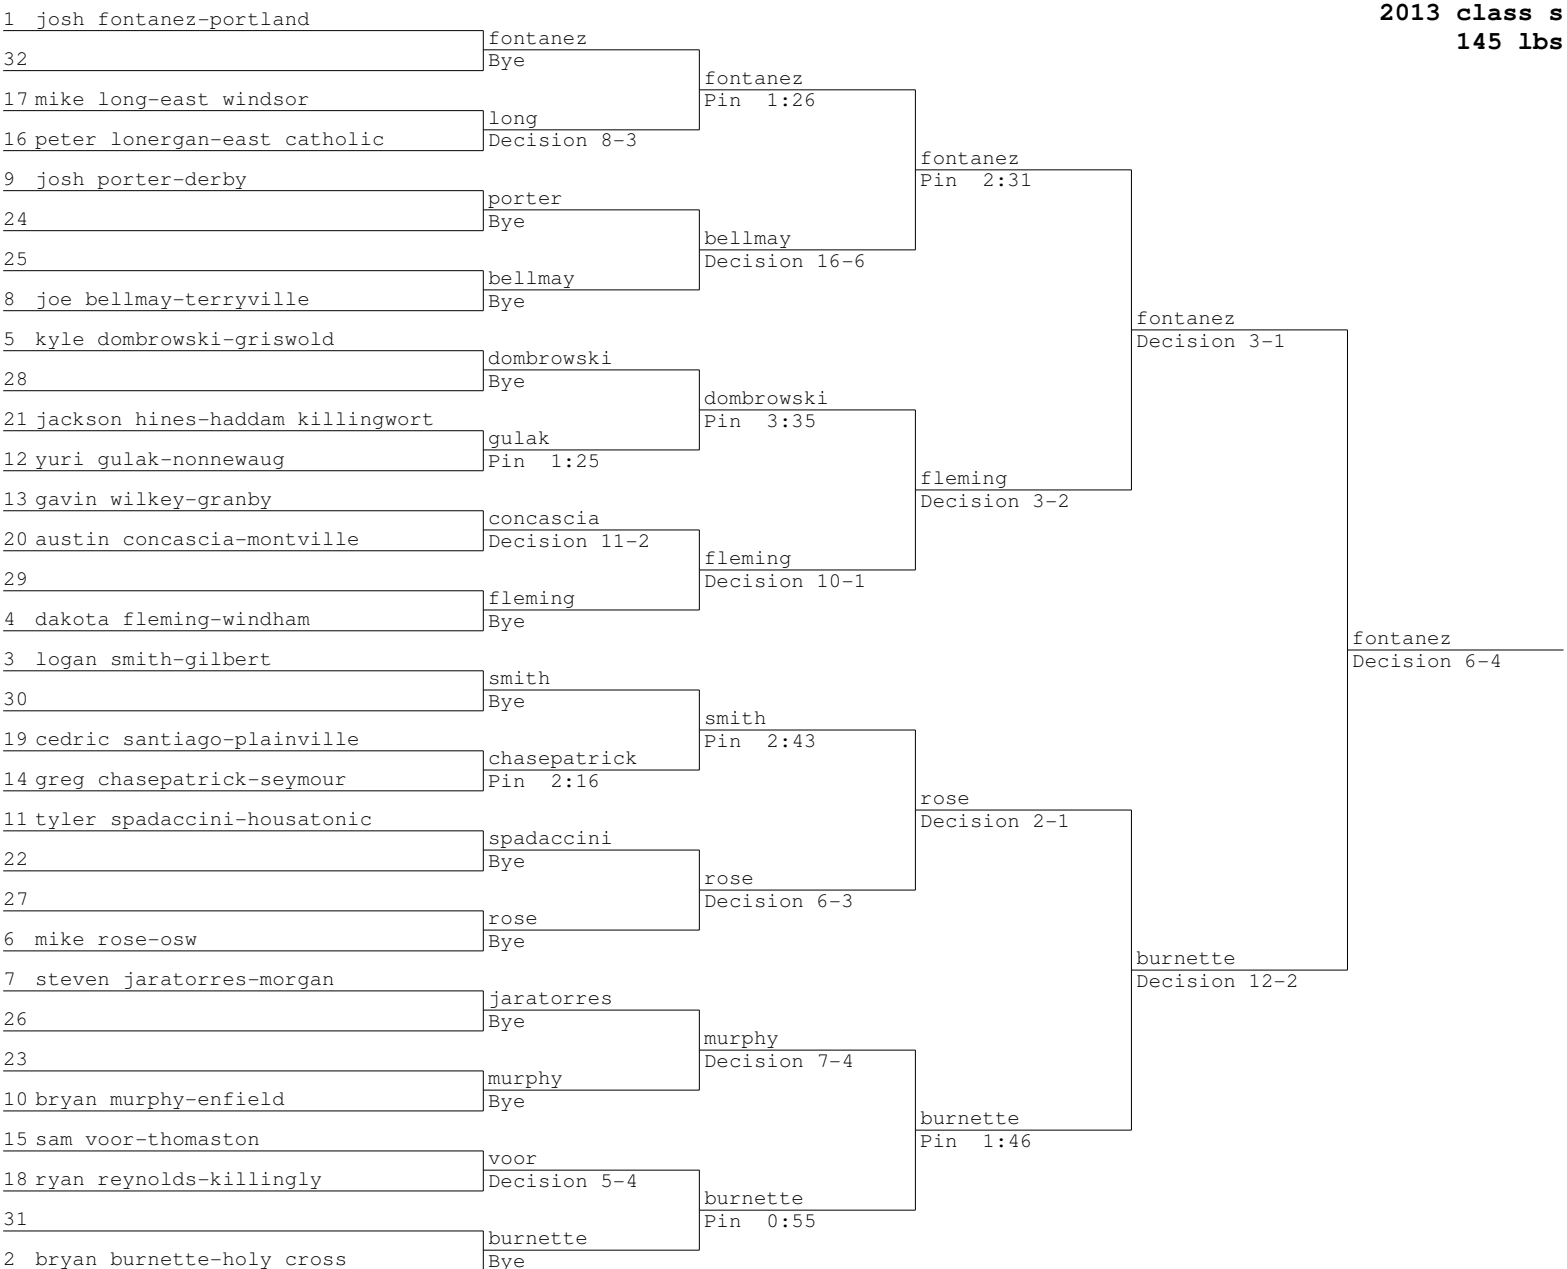 2013 class s
145 lbs
1 josh fontanez-portland
32
17 mike long-east windsor
16 peter lonergan-east catholic
9 josh porter-derby
24
25
8 joe bellmay-terryville
5 kyle dombrowski-griswold
28
21 jackson hines-haddam killingwort
12 yuri gulak-nonnewaug
13 gavin wilkey-granby
20 austin concascia-montville
29
4 dakota fleming-windham
3 logan smith-gilbert
30
19 cedric santiago-plainville
14 greg chasepatrick-seymour
11 tyler spadaccini-housatonic
22
27
6 mike rose-osw
7 steven jaratorres-morgan
26
23
10 bryan murphy-enfield
15 sam voor-thomaston
18 ryan reynolds-killingly
31
2 bryan burnette-holy cross
fontanez
Bye
long
Decision 8-3
porter
Bye
bellmay
Bye
dombrowski
Bye
gulak
Pin 1:25
concascia
Decision 11-2
fleming
Bye
smith
Bye
chasepatrick
Pin 2:16
spadaccini
Bye
rose
Bye
jaratorres
Bye
murphy
Bye
voor
Decision 5-4
burnette
Bye
fontanez
Pin 1:26
bellmay
Decision 16-6
dombrowski
Pin 3:35
fleming
Decision 10-1
smith
Pin 2:43
rose
Decision 6-3
murphy
Decision 7-4
burnette
Pin 0:55
fontanez
Pin 2:31
fleming
Decision 3-2
rose
Decision 2-1
burnette
Pin 1:46
fontanez
Decision 3-1
burnette
Decision 12-2
fontanez
Decision 6-4